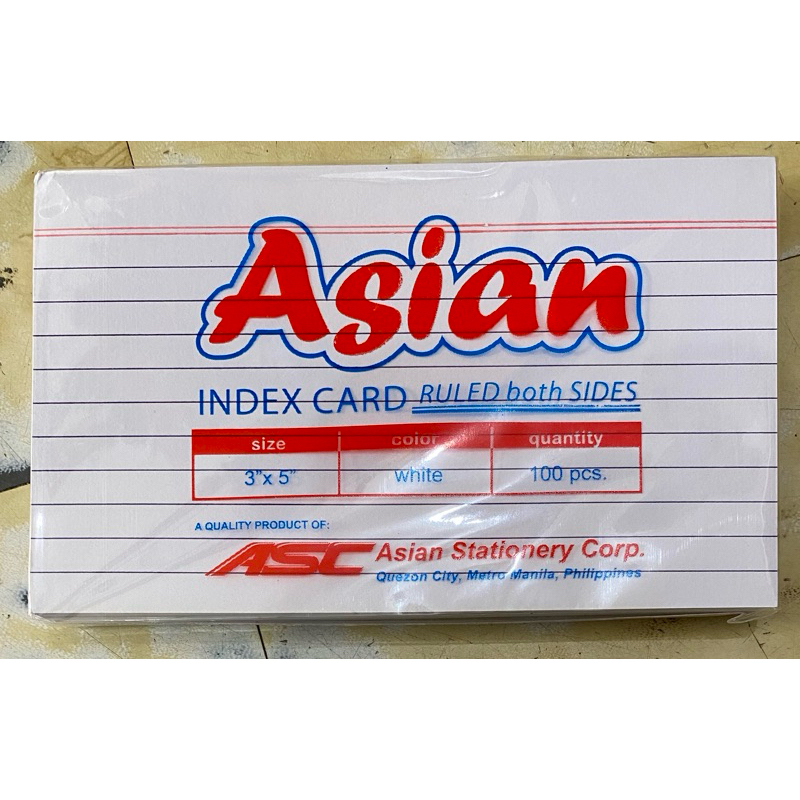 Asian
INDEX CARD RULED both SIDES
size color quantity
3"x 5" white 100 pcs.
A QUALITY PRODUCT OF:
ASC Asian Stationery Corp.
Quezon City, Metro Manila, Philippines